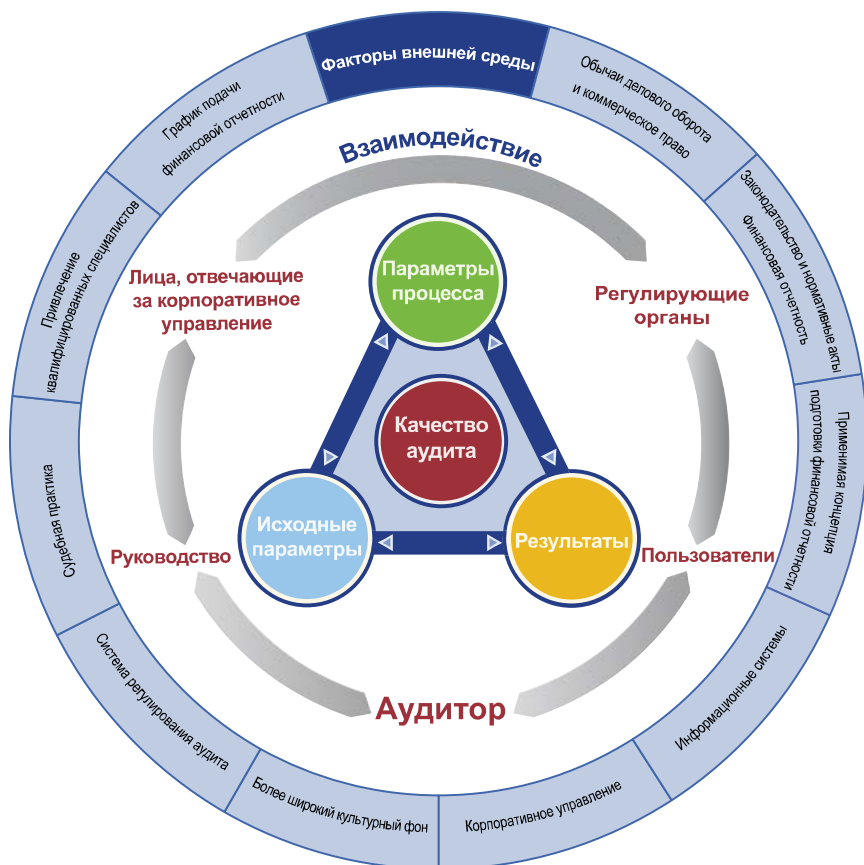 Факторы внешней среды
Обычаи делового оборота
и коммерческое право
Законодательство и нормативные акты
Финансовая отчетность
Применимая концепция
подготовки финансовой отчетности
Информационные системы
Корпоративное управление
Более широкий культурный фон
Система регулирования аудита
Судебная практика
Привлечение
квалифицированных специалистов
График подачи
финансовой отчетности
Взаимодействие
Лица, отвечающие
за корпоративное
управление
Регулирующие
органы
Руководство
Пользователи
Аудитор
Параметры
процесса
Качество
аудита
Исходные
параметры
Результаты